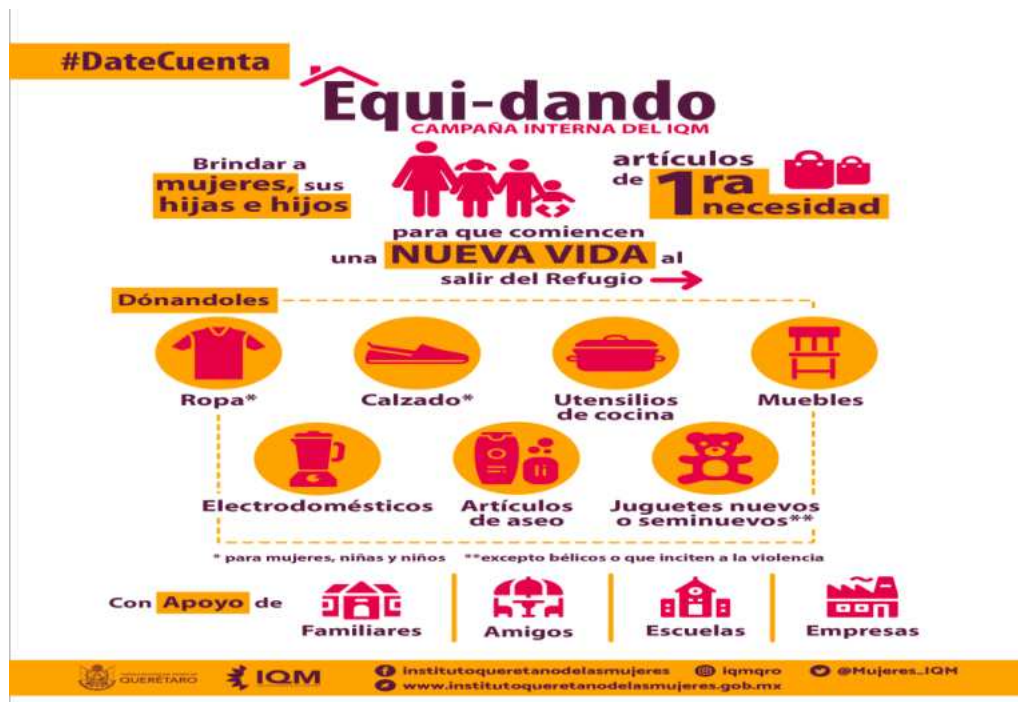 #DateCuenta
Equi-dando
CAMPAÑA INTERNA DEL IQM
Brindar a
mujeres, sus
hijas e hijos
artículos
de 1ra
necesidad
para que comiencen
una NUEVA VIDA al
salir del Refugio
Dónandoles
Ropa*
Calzado*
Utensilios
de cocina
Muebles
Electrodomésticos
Artículos
de aseo
Juguetes nuevos
o seminuevos**
* para mujeres, niñas y niños **excepto bélicos o que inciten a la violencia
Con Apoyo de
Familiares
Amigos
Escuelas
Empresas
QUERÉTARO
IQM
institutoqueretanodelasmujeres
iqmqro
@Mujeres_IQM
www.institutoqueretanodelasmujeres.gob.mx